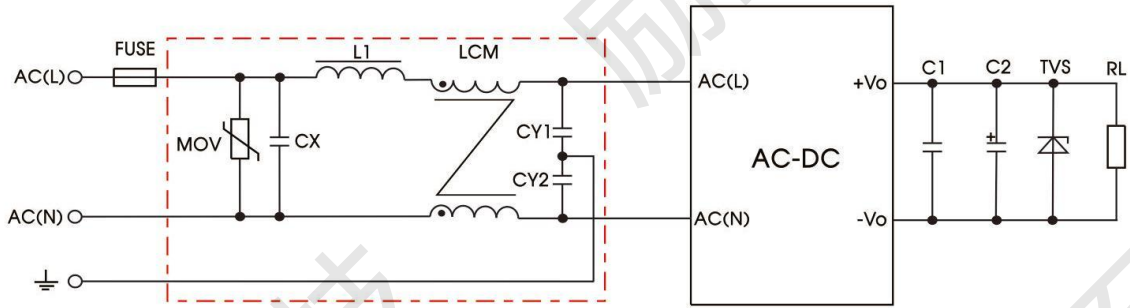 FUSE
L1
LCM
AC(L)
MOV
CX
CY1
CY2
AC(N)
AC(L)
AC(N)
AC-DC
+Vo
-Vo
C1
C2
TVS
RL
+